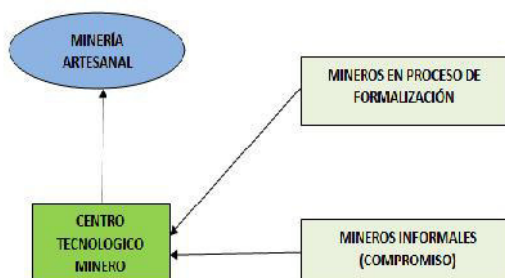 MINERÍA
ARTESANAL
MINEROS EN PROCESO DE
FORMALIZACIÓN
CENTRO
TECNOLOGICO
MINERO
MINEROS INFORMALES
(COMPROMISO)